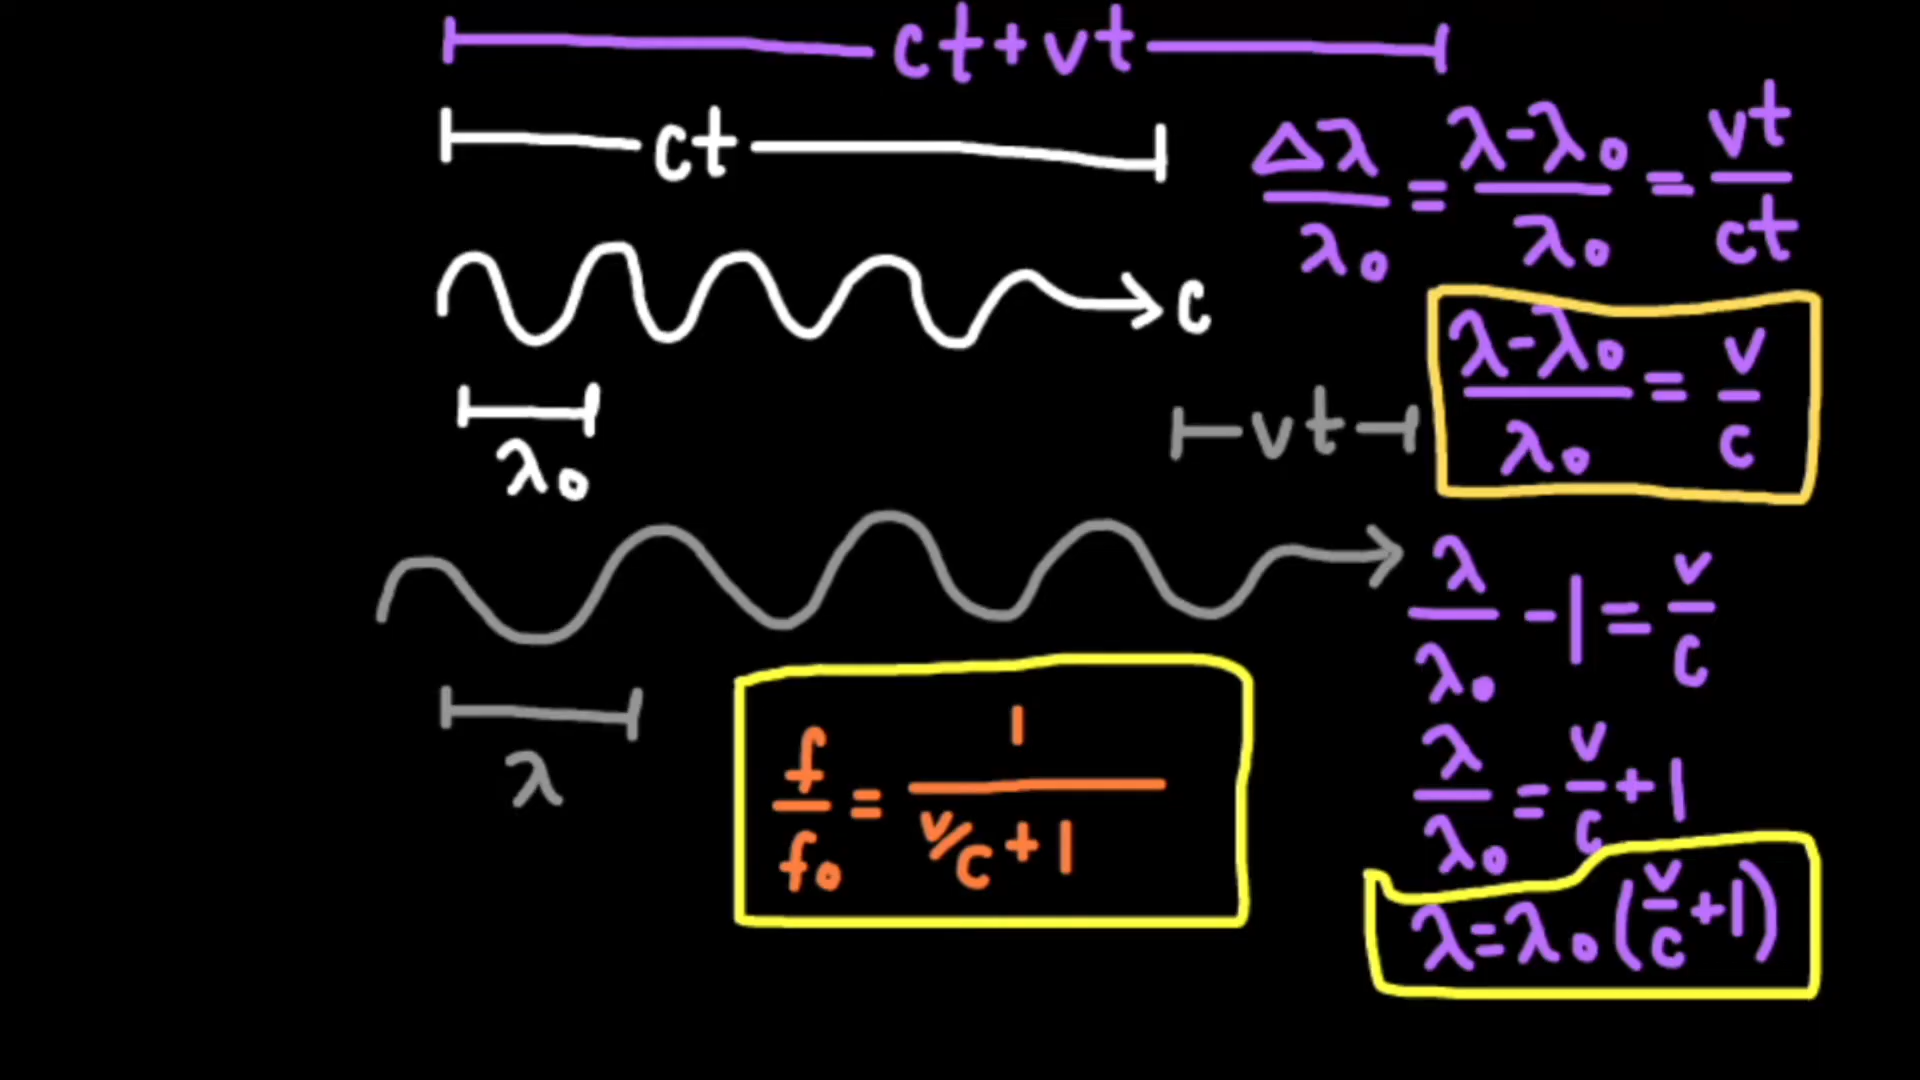 ct+vt
ct
Δλ/λ₀ = λ-λ₀/λ₀ = vt/ct
c
λ-λ₀/λ₀ = v/c
vt
λ₀
λ/λ₀ - 1 = v/c
λ
f/f₀ = 1/(v/c + 1)
λ/λ₀ = v/c + 1
λ = λ₀ (v/c + 1)